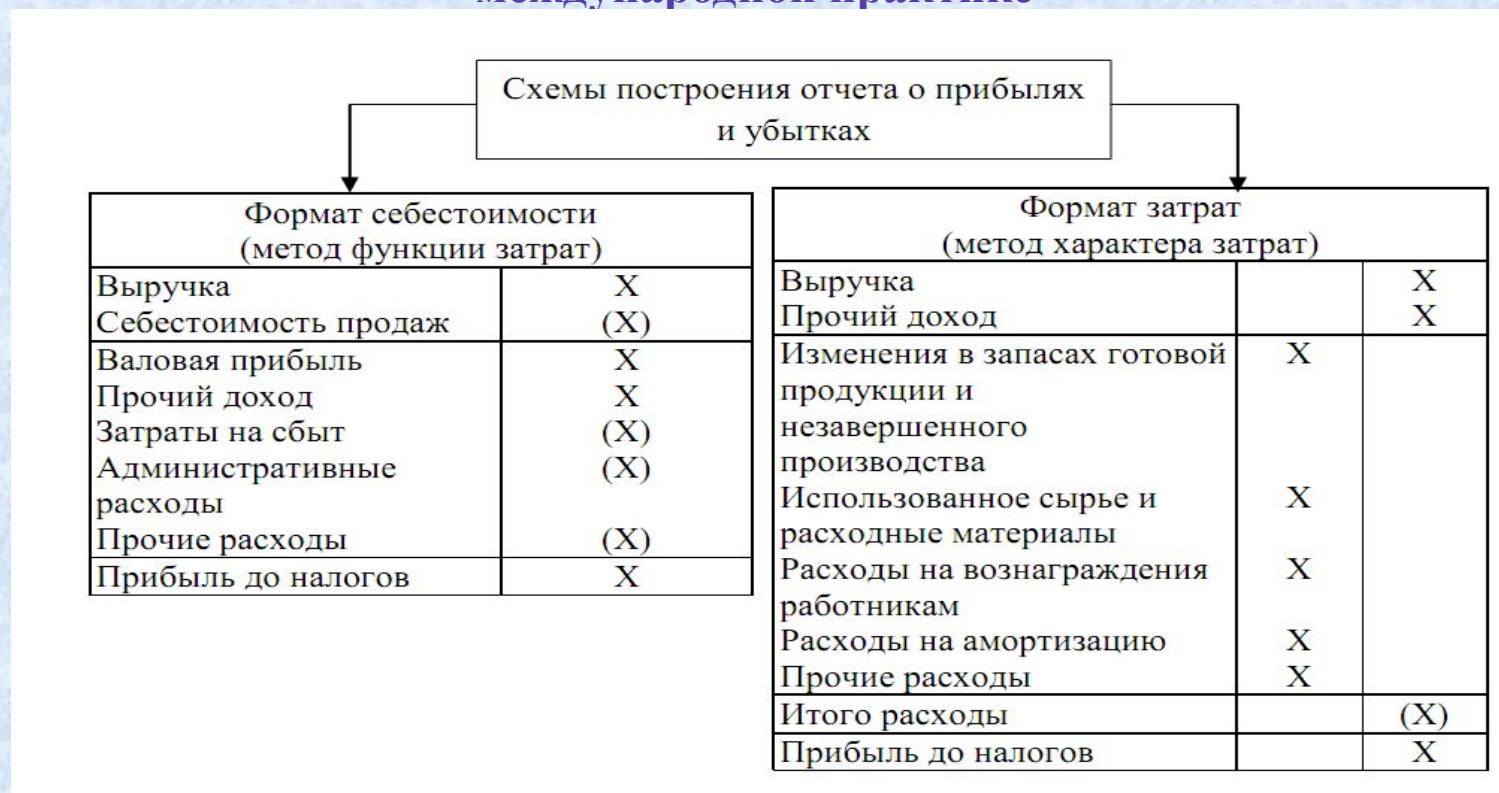 международной практике
Схемы построения отчета о прибылях
и убытках
Формат себестоимости
(метод функции затрат)
Выручка X
Себестоимость продаж (X)
Валовая прибыль X
Прочий доход X
Затраты на сбыт (X)
Административные (X)
расходы
Прочие расходы (X)
Прибыль до налогов X
Формат затрат
(метод характера затрат)
Выручка X
Прочий доход X
Изменения в запасах готовой X
продукции и
незавершенного
производства
Использованное сырье и X
расходные материалы
Расходы на вознаграждения X
работникам
Расходы на амортизацию X
Прочие расходы X
Итого расходы (X)
Прибыль до налогов X